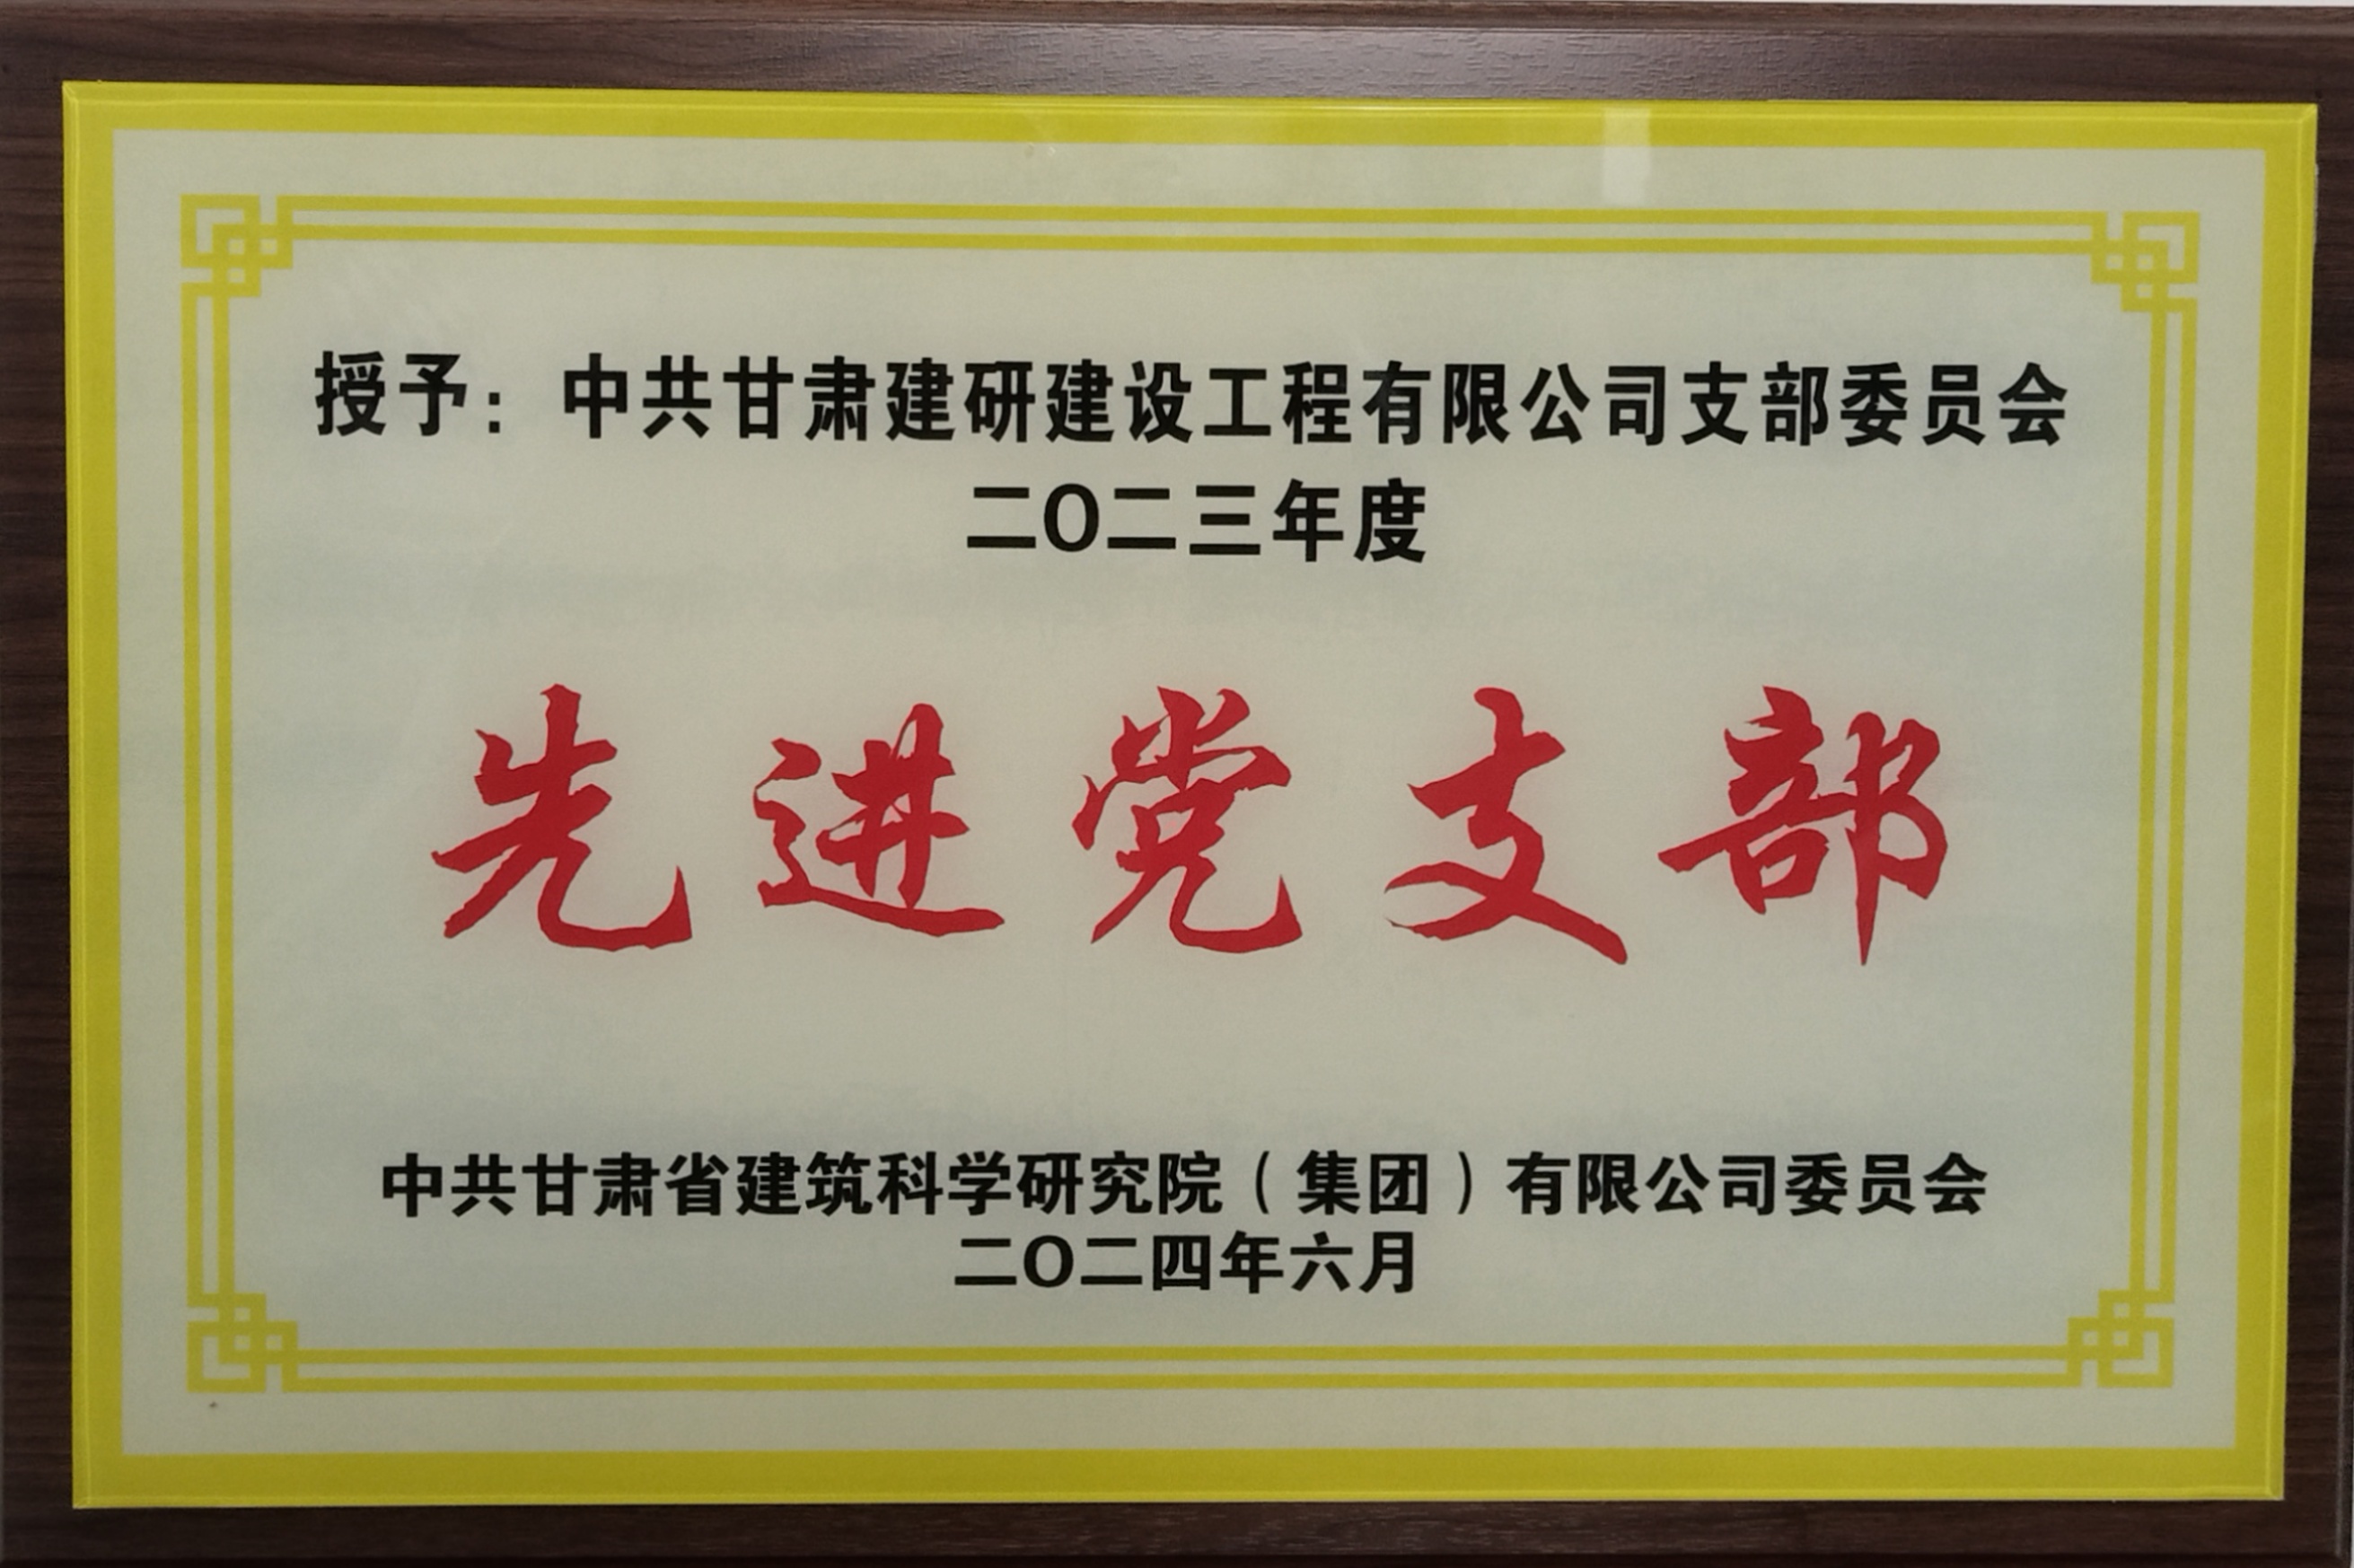 授予：中共甘肃建研建设工程有限公司支部委员会
二〇二三年度
先进党支部
中共甘肃省建筑科学研究院（集团）有限公司委员会
二〇二四年六月